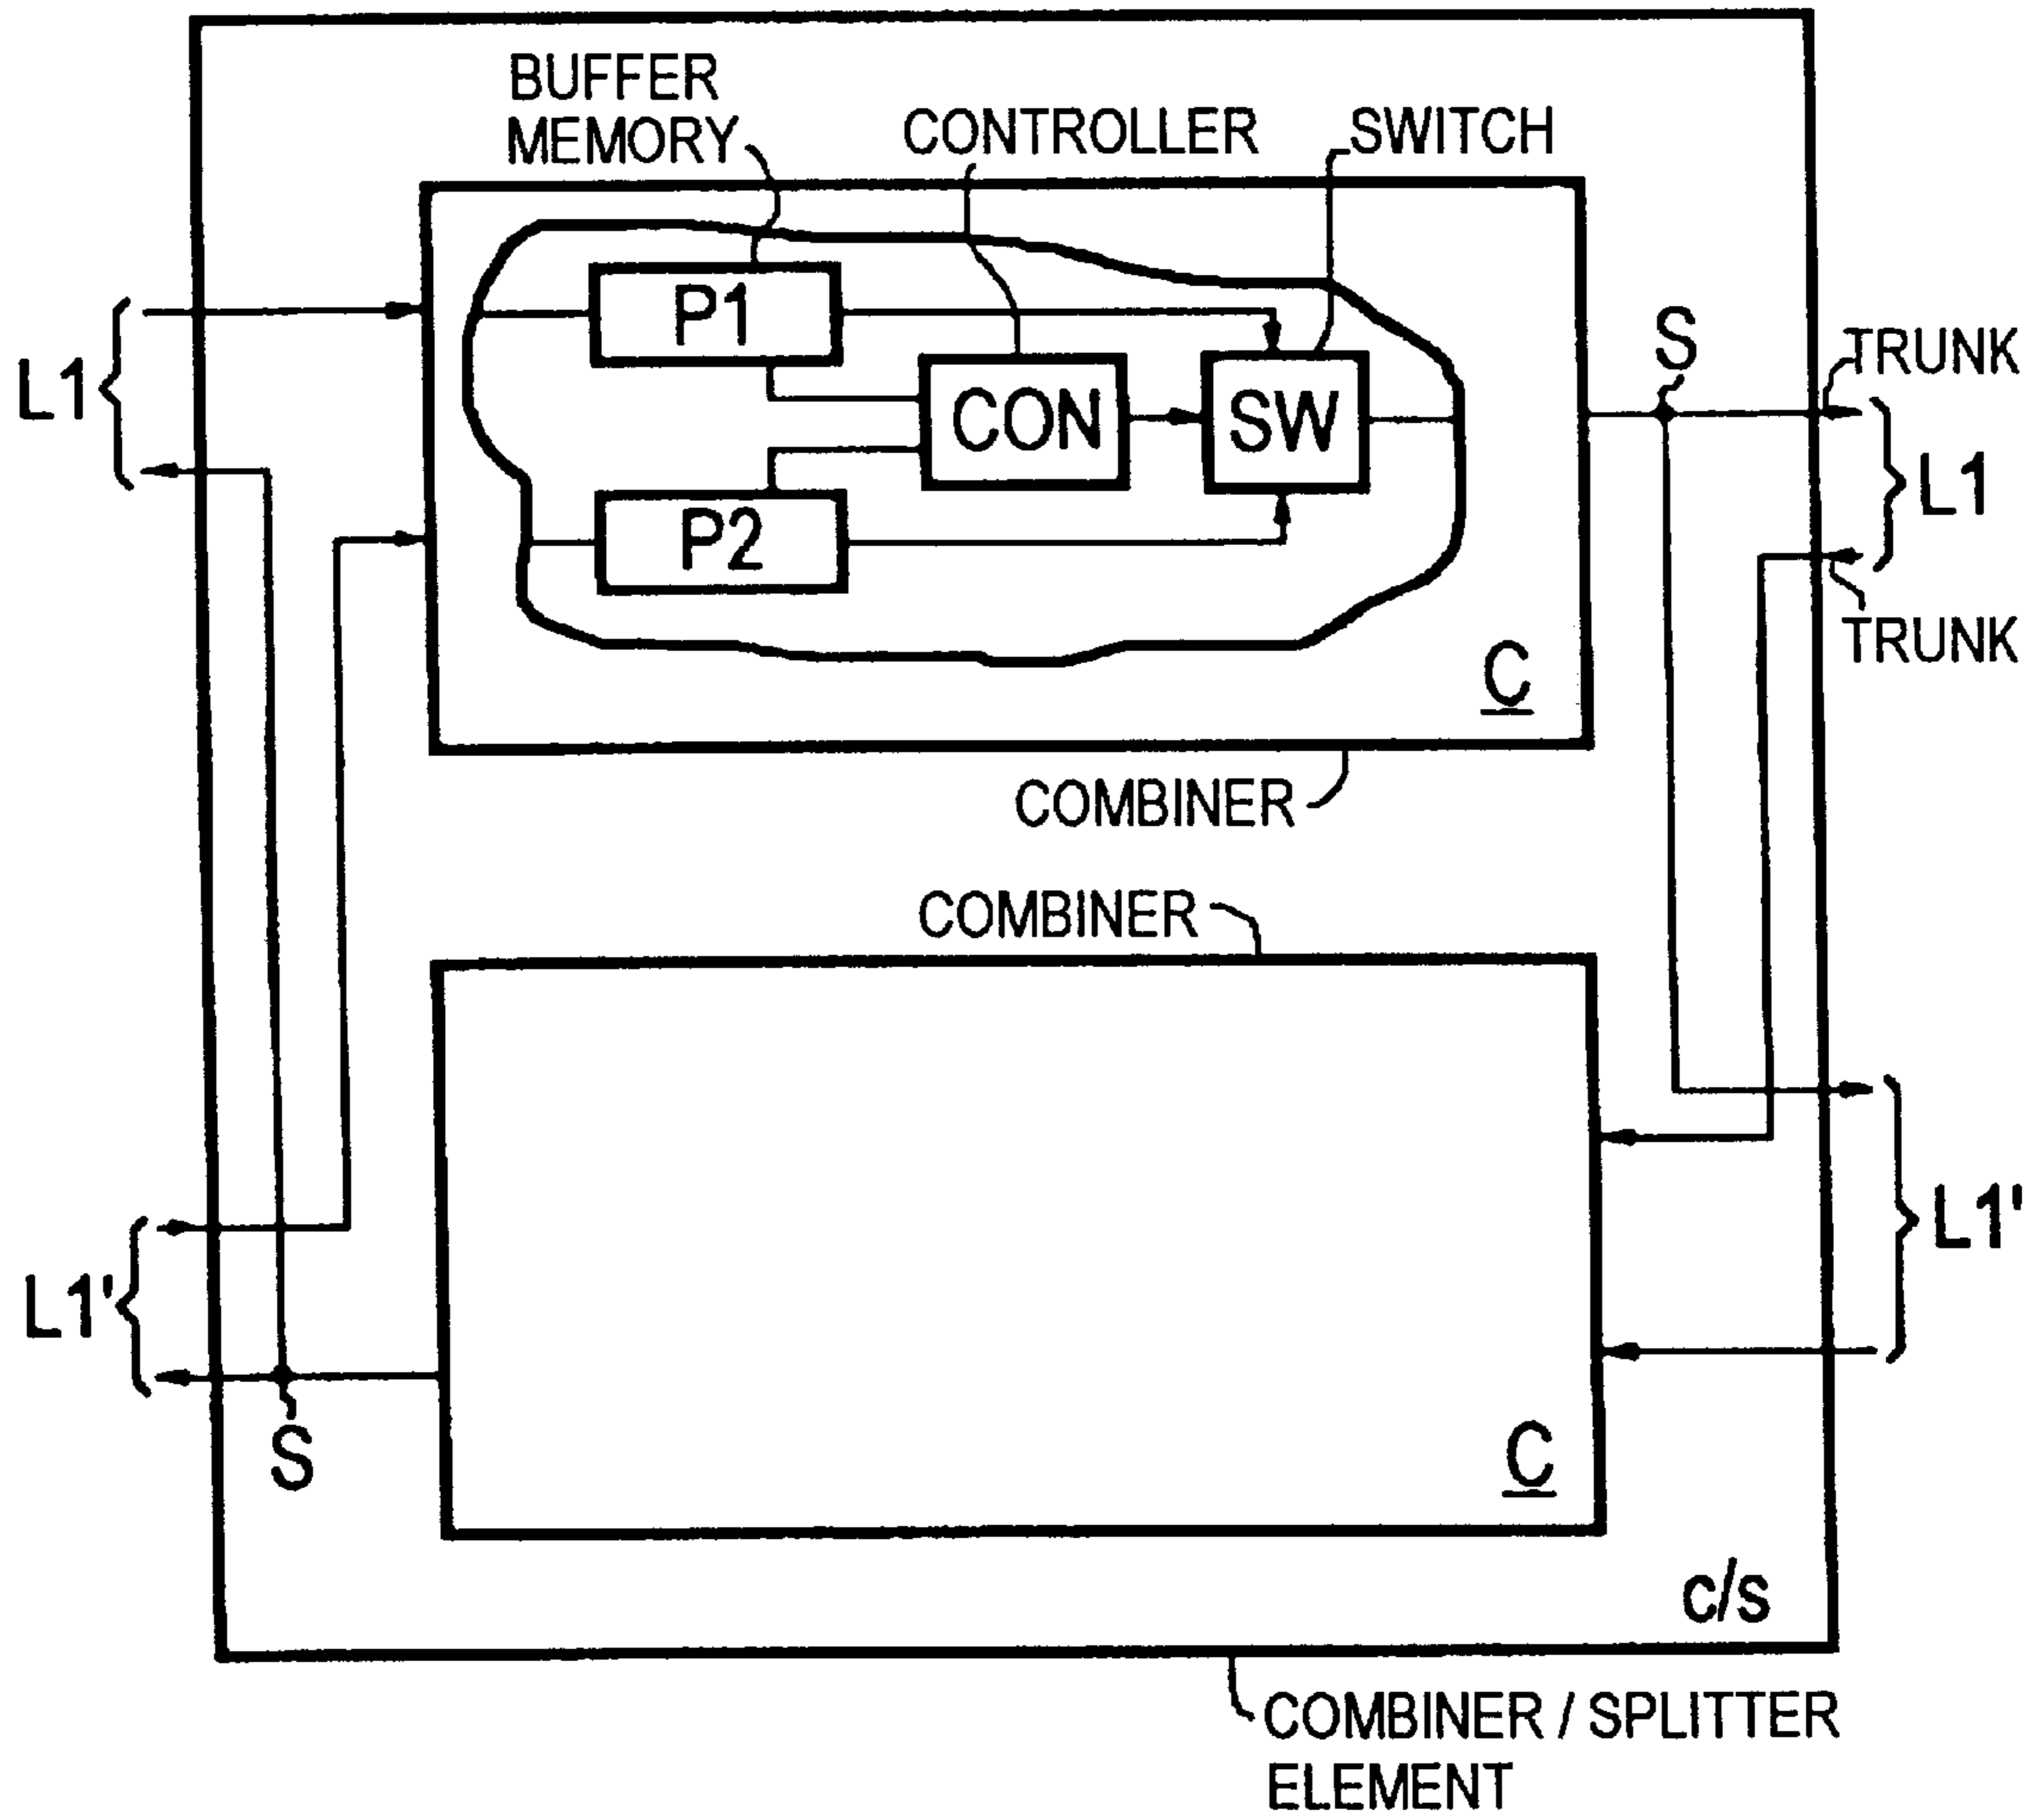 BUFFER
MEMORY
CONTROLLER
SWITCH
P1
S
TRUNK
L1
CON
SW
L1
P2
TRUNK
C
COMBINER
COMBINER
L1'
L1'
S
C
c/s
COMBINER / SPLITTER
ELEMENT